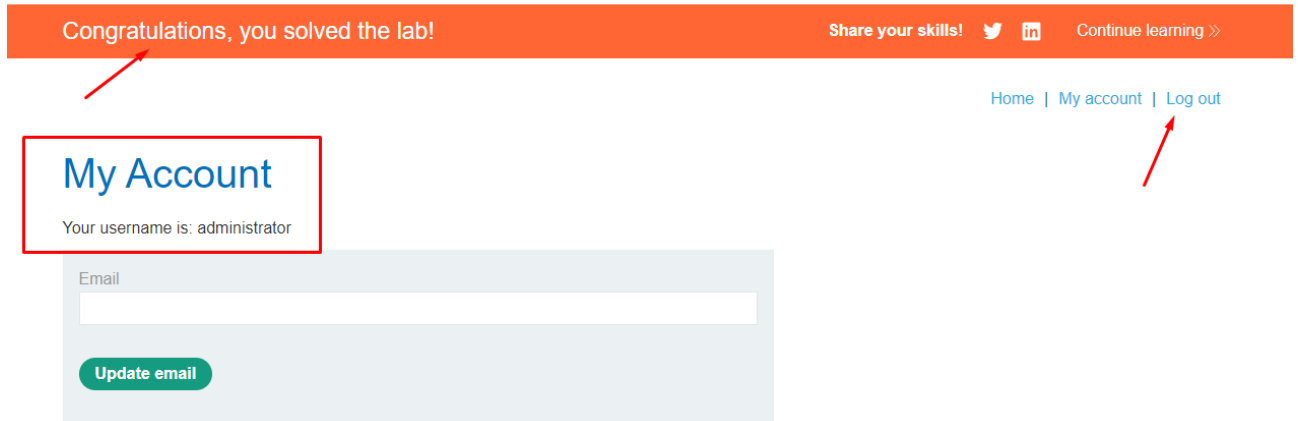 Congratulations, you solved the lab!
Share your skills! in Continue learning >>
Home | My account | Log out
My Account
Your username is: administrator
Email
Update email